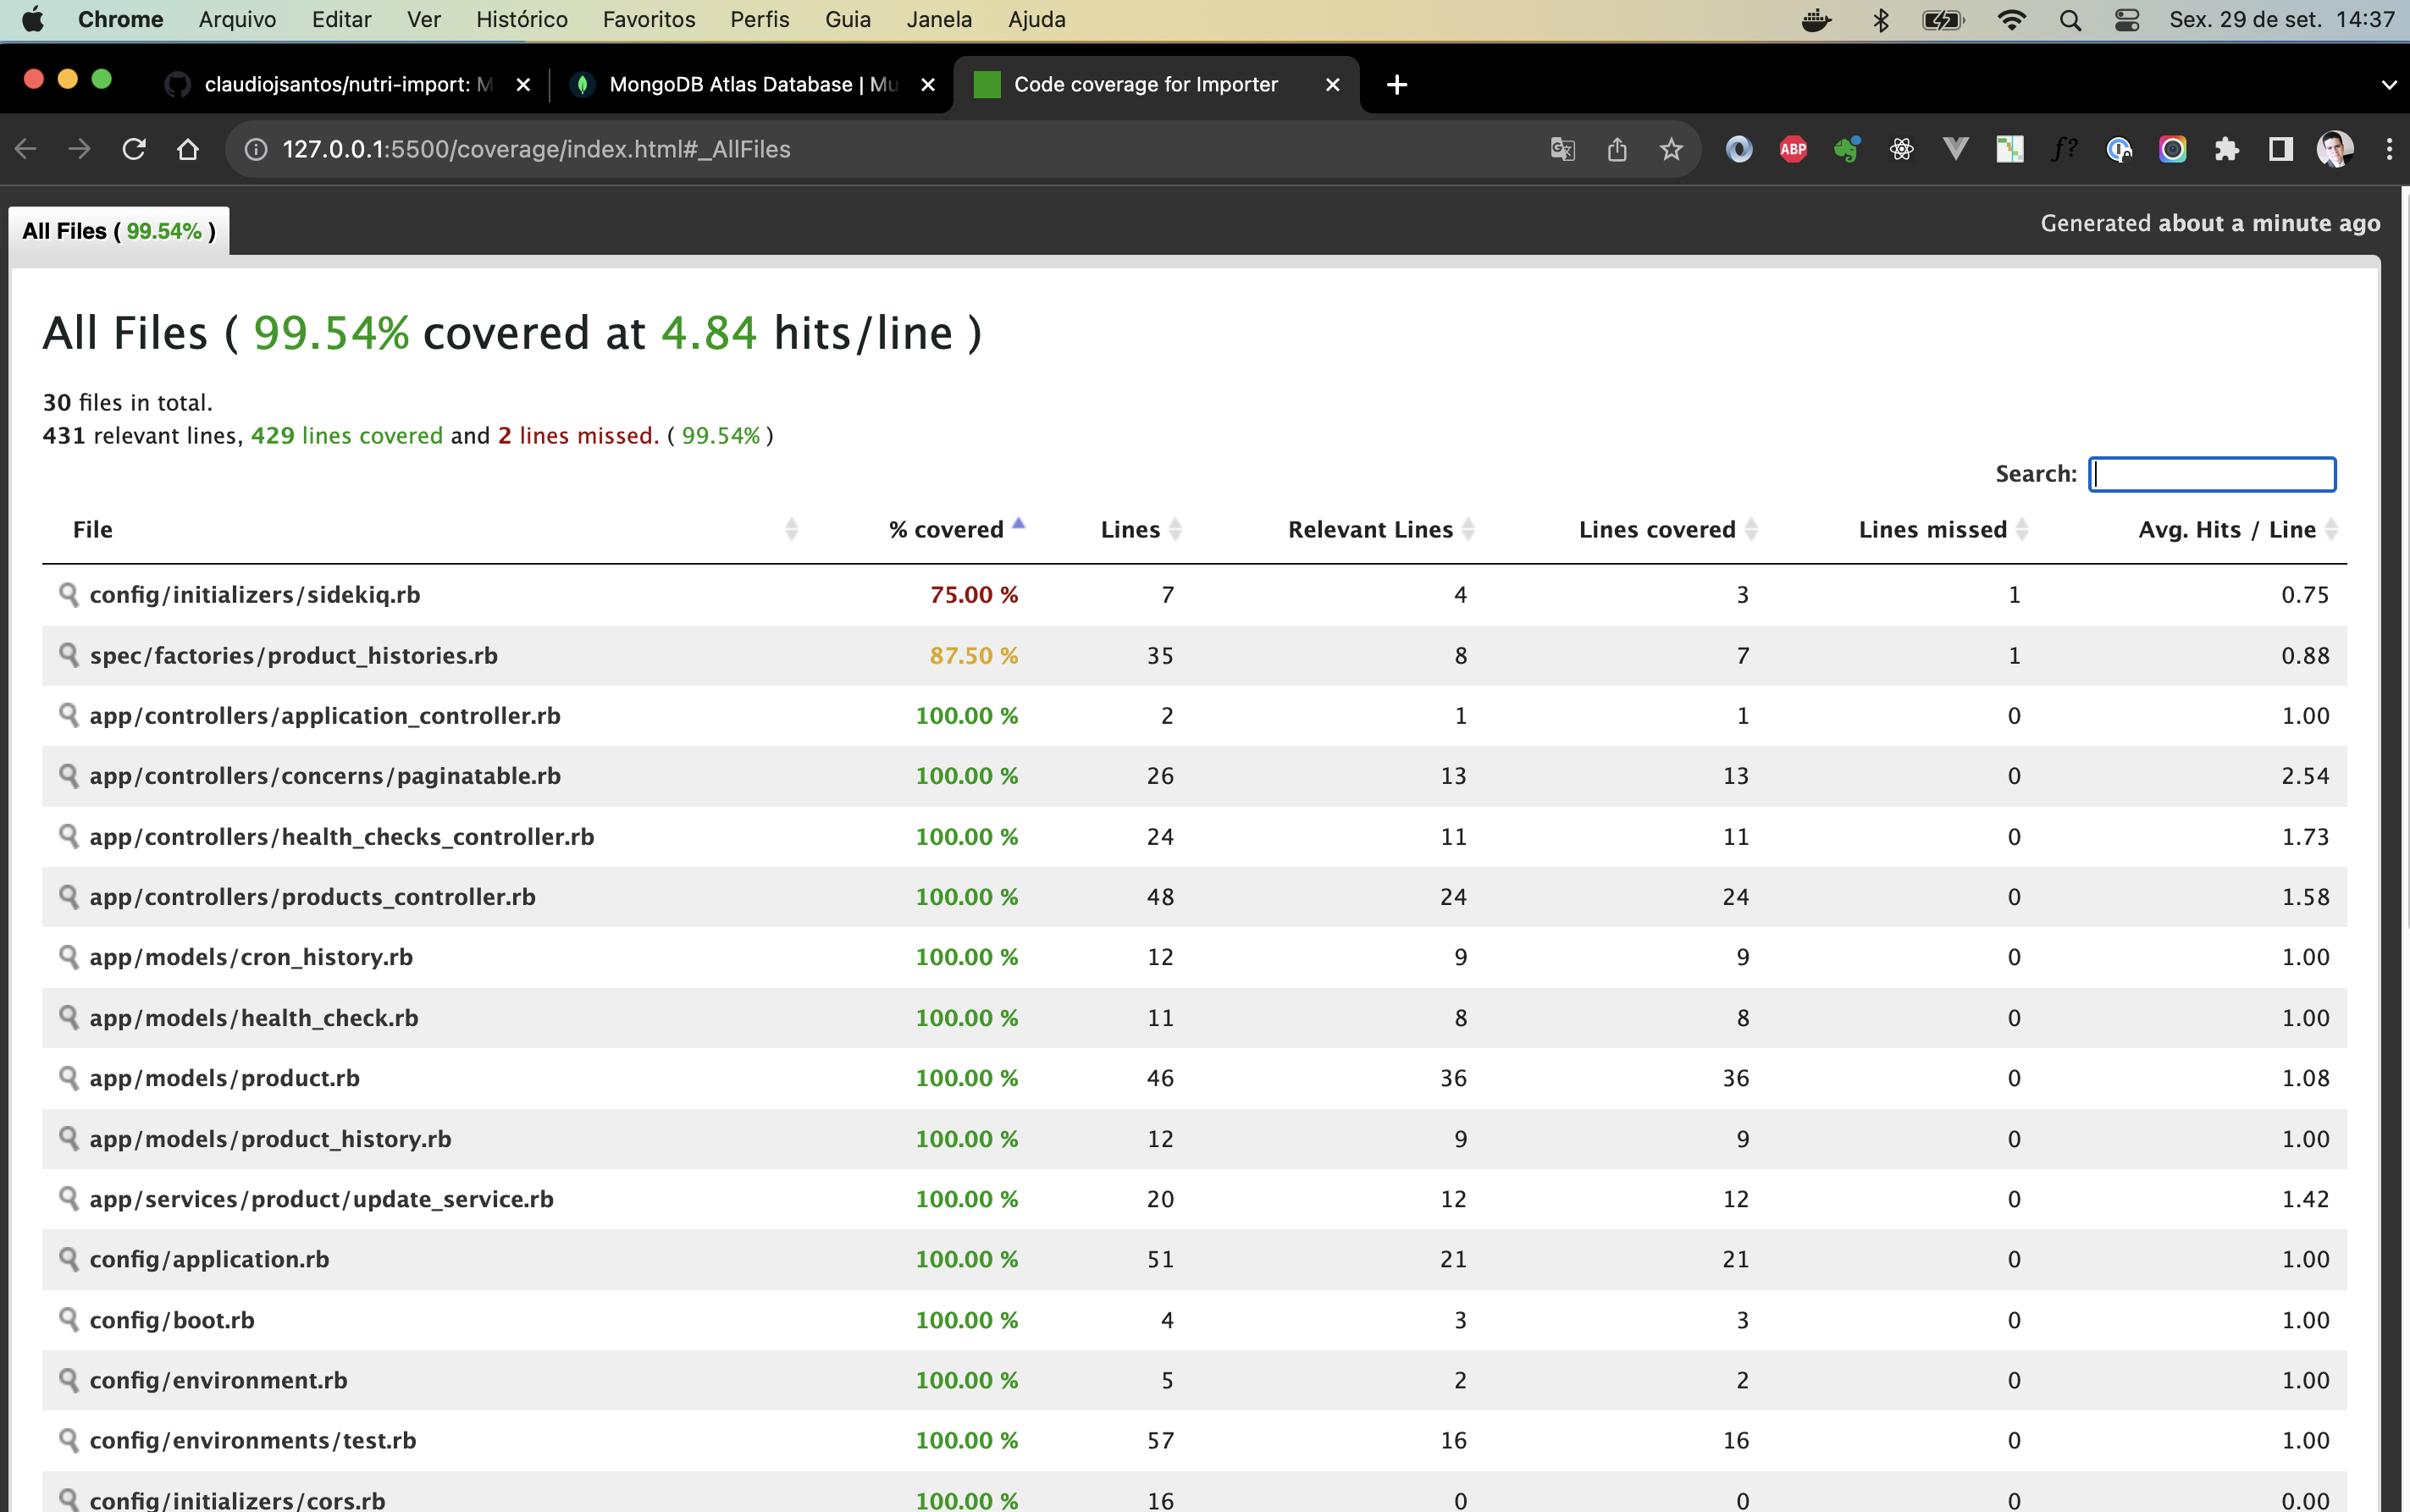 Chrome Arquivo Editar Ver Histórico Favoritos Perfis Guia Janela Ajuda Sex. 29 de set. 14:37
claudiojsantos/nutri-import: M MongoDB Atlas Database | Mu Code coverage for Importer
127.0.0.1:5500/coverage/index.html#_AllFiles ABP f?
All Files ( 99.54% ) Generated about a minute ago
All Files ( 99.54% covered at 4.84 hits/line )
30 files in total.
431 relevant lines, 429 lines covered and 2 lines missed. ( 99.54% )
Search:
File % covered Lines Relevant Lines Lines covered Lines missed Avg. Hits / Line
config/initializers/sidekiq.rb 75.00 % 7 4 3 1 0.75
spec/factories/product_histories.rb 87.50 % 35 8 7 1 0.88
app/controllers/application_controller.rb 100.00 % 2 1 1 0 1.00
app/controllers/concerns/paginatable.rb 100.00 % 26 13 13 0 2.54
app/controllers/health_checks_controller.rb 100.00 % 24 11 11 0 1.73
app/controllers/products_controller.rb 100.00 % 48 24 24 0 1.58
app/models/cron_history.rb 100.00 % 12 9 9 0 1.00
app/models/health_check.rb 100.00 % 11 8 8 0 1.00
app/models/product.rb 100.00 % 46 36 36 0 1.08
app/models/product_history.rb 100.00 % 12 9 9 0 1.00
app/services/product/update_service.rb 100.00 % 20 12 12 0 1.42
config/application.rb 100.00 % 51 21 21 0 1.00
config/boot.rb 100.00 % 4 3 3 0 1.00
config/environment.rb 100.00 % 5 2 2 0 1.00
config/environments/test.rb 100.00 % 57 16 16 0 1.00
config/initializers/cors.rb 100.00 % 16 0 0 0 0.00